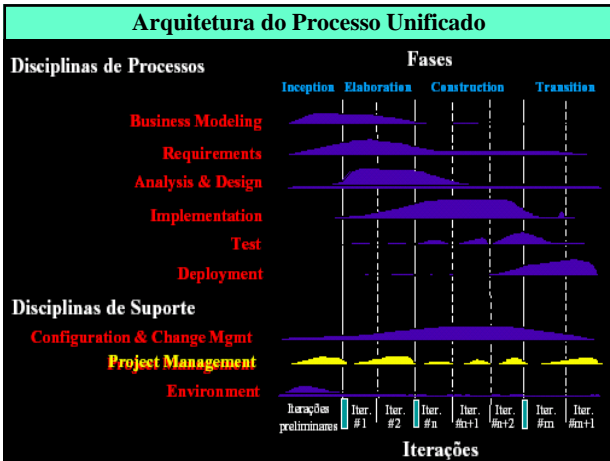 Arquitetura do Processo Unificado
Disciplinas de Processos
Fases
Inception Elaboration Construction Transition
Business Modeling
Requirements
Analysis & Design
Implementation
Test
Deployment
Disciplinas de Suporte
Configuration & Change Mgmt
Project Management
Environment
Iterações preliminares
Iter. #1
Iter. #2
Iter. #n
Iter. #n+1
Iter. #n+2
Iter. #m
Iter. #m+1
Iterações